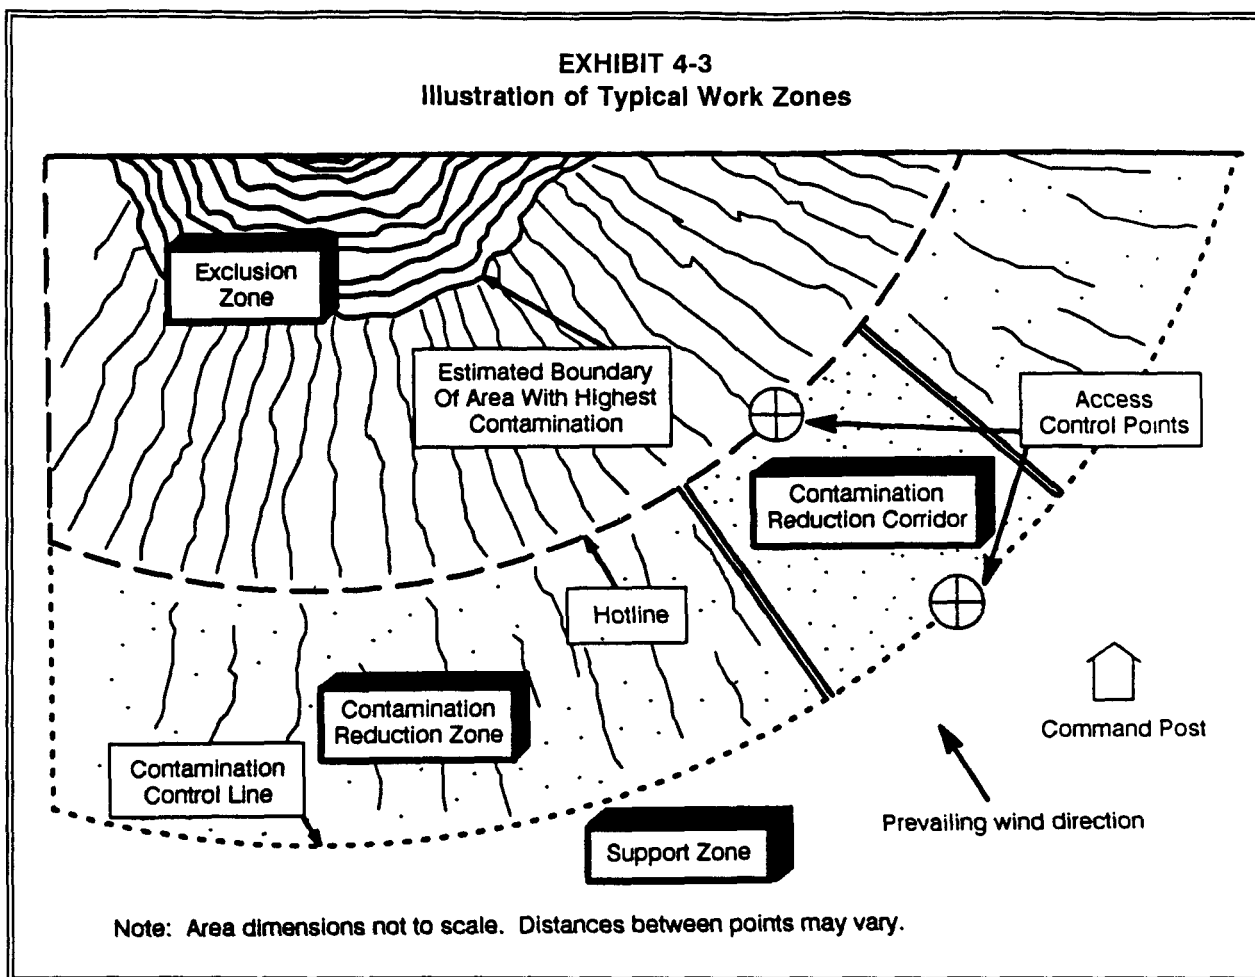 EXHIBIT 4-3
Illustration of Typical Work Zones
Exclusion
Zone
Estimated Boundary
Of Area With Highest
Contamination
Access
Control Points
Contamination
Reduction Corridor
Hotline
Contamination
Reduction Zone
Command Post
Contamination
Control Line
Prevailing wind direction
Support Zone
Note: Area dimensions not to scale. Distances between points may vary.